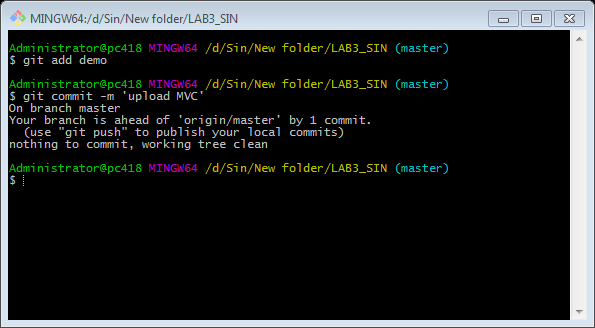 MINGW64:/d/Sin/New folder/LAB3_SIN
Administrator@pc418 MINGW64 /d/Sin/New folder/LAB3_SIN (master)
$ git add demo
Administrator@pc418 MINGW64 /d/Sin/New folder/LAB3_SIN (master)
$ git commit -m 'upload MVC'
On branch master
Your branch is ahead of 'origin/master' by 1 commit.
  (use "git push" to publish your local commits)
nothing to commit, working tree clean
Administrator@pc418 MINGW64 /d/Sin/New folder/LAB3_SIN (master)
$